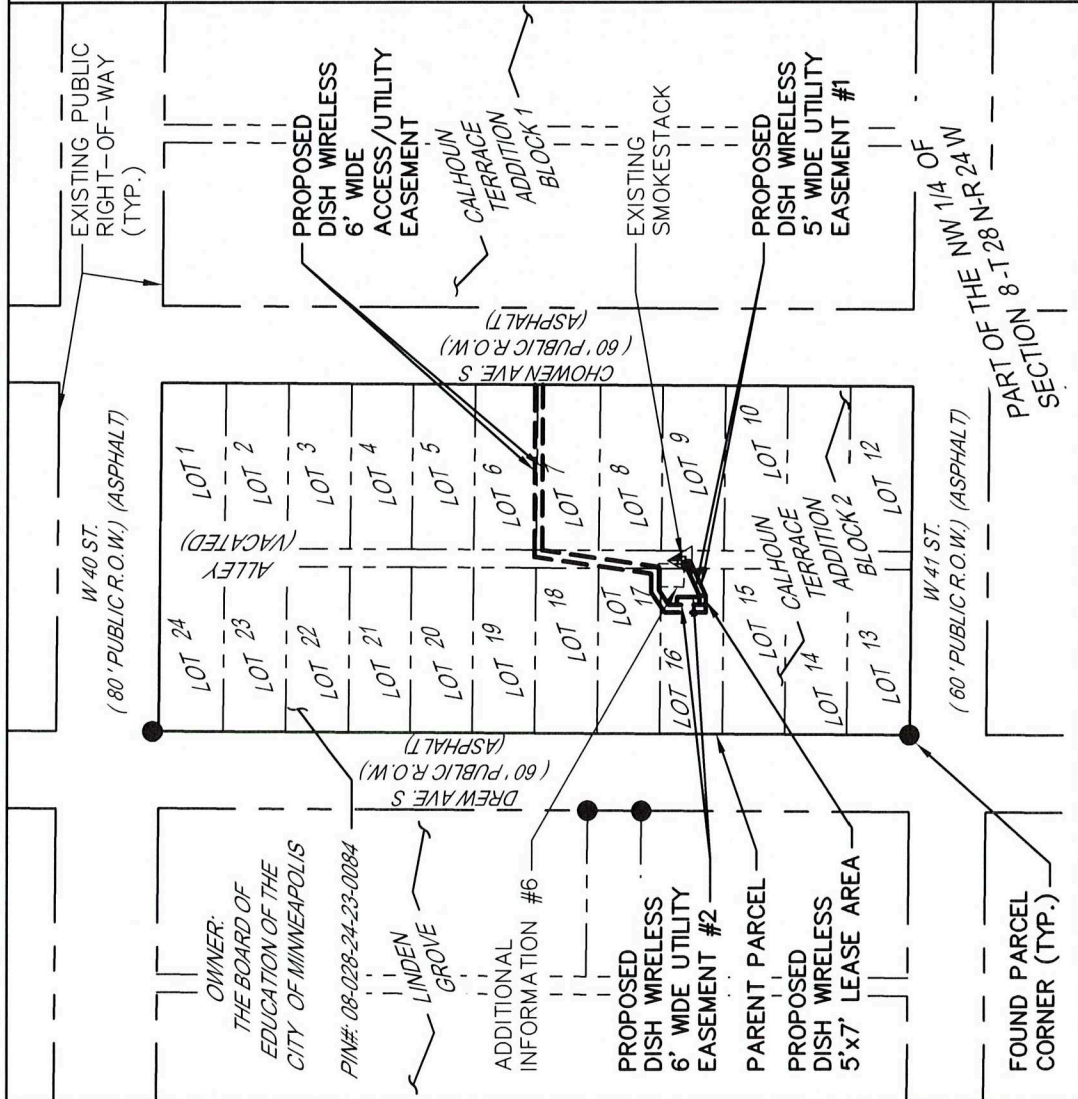 EXISTING PUBLIC
RIGHT-OF-WAY
(TYP.)
PROPOSED
DISH WIRELESS
6' WIDE
ACCESS/UTILITY
EASEMENT
CALHOUN
TERRACE
ADDITION
BLOCK 1
EXISTING
SMOKESTACK
PROPOSED
DISH WIRELESS
5' WIDE UTILITY
EASEMENT #1
PART OF THE NW 1/4 OF
SECTION 8-T 28 N-R 24 W
CHOWEN AVE. S
( 60' PUBLIC R.O.W.)
(ASPHALT)
W 40 ST.
( 80' PUBLIC R.O.W.) (ASPHALT)
LOT 1
LOT 2
LOT 3
LOT 4
LOT 5
LOT 6
LOT 7
LOT 8
LOT 9
LOT 10
LOT 12
ALLEY
(VACATED)
LOT 24
LOT 23
LOT 22
LOT 21
LOT 20
LOT 19
LOT 18
LOT 17
LOT 16
LOT 15
LOT 14
LOT 13
CALHOUN
TERRACE
ADDITION
BLOCK 2
W 41 ST.
(60' PUBLIC R.O.W.) (ASPHALT)
DREW AVE. S
( 60' PUBLIC R.O.W.)
(ASPHALT)
OWNER:
THE BOARD OF
EDUCATION OF THE
CITY OF MINNEAPOLIS
PIN#: 08-028-24-23-0084
LINDEN
GROVE
ADDITIONAL
INFORMATION #6
PROPOSED
DISH WIRELESS
6' WIDE UTILITY
EASEMENT #2
PARENT PARCEL
PROPOSED
DISH WIRELESS
5'x7' LEASE AREA
FOUND PARCEL
CORNER (TYP.)